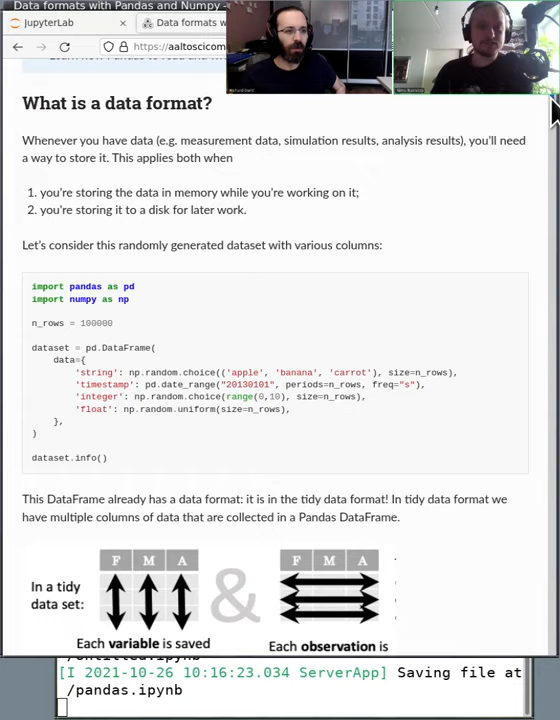 Data formats with Pandas and Numpy -
JupyterLab
Data formats w
https://aaltoscicom
What is a data format?
Whenever you have data (e.g. measurement data, simulation results, analysis results), you'll need
a way to store it. This applies both when
1. you're storing the data in memory while you're working on it;
2. you're storing it to a disk for later work.
Let's consider this randomly generated dataset with various columns:
import pandas as pd
import numpy as np
n_rows = 100000
dataset = pd.DataFrame(
data={
'string': np.random.choice(('apple', 'banana', 'carrot'), size=n_rows),
'timestamp': pd.date_range("20130101", periods=n_rows, freq="s"),
'integer': np.random.choice(range(0,10), size=n_rows),
'float': np.random.uniform(size=n_rows),
},
)
dataset.info()
This DataFrame already has a data format: it is in the tidy data format! In tidy data format we
have multiple columns of data that are collected in a Pandas DataFrame.
F M A & F M A
In a tidy
data set:
Each variable is saved
Each observation is
/Untitled.ipynb
[I 2021-10-26 10:16:23.034 ServerApp] Saving file at
/pandas.ipynb